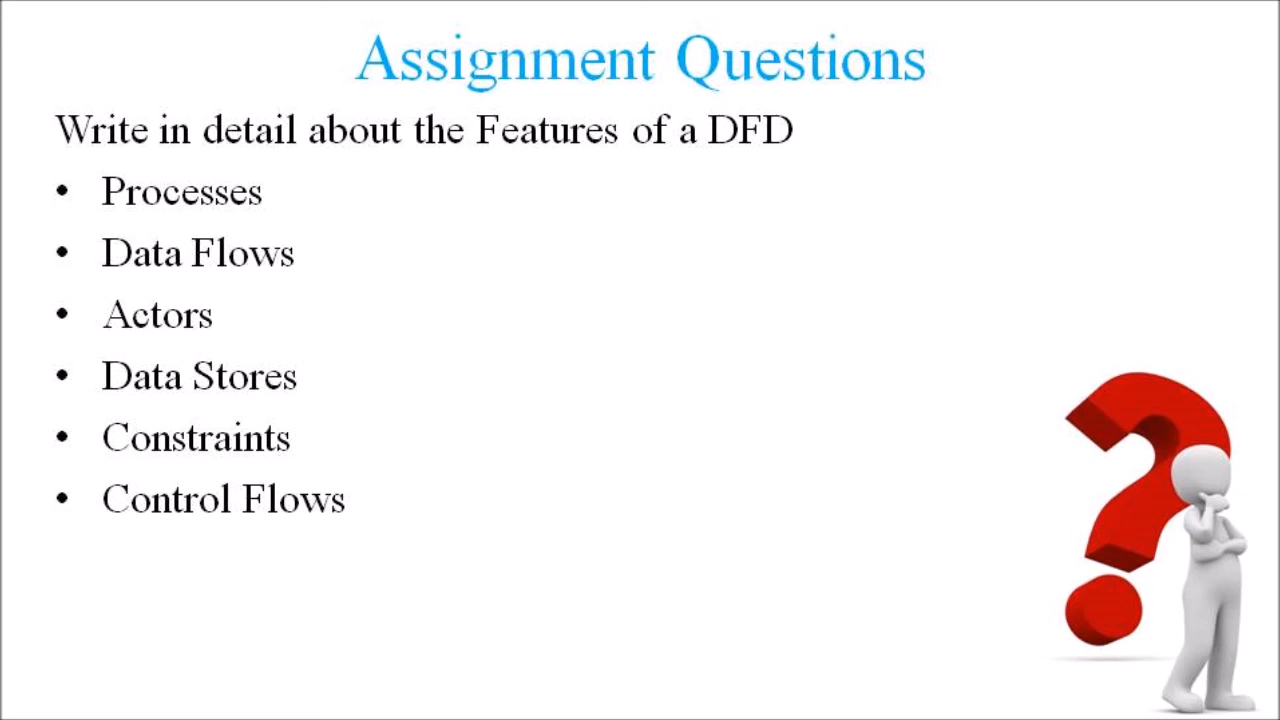 Assignment Questions
Write in detail about the Features of a DFD
• Processes
• Data Flows
• Actors
• Data Stores
• Constraints
• Control Flows